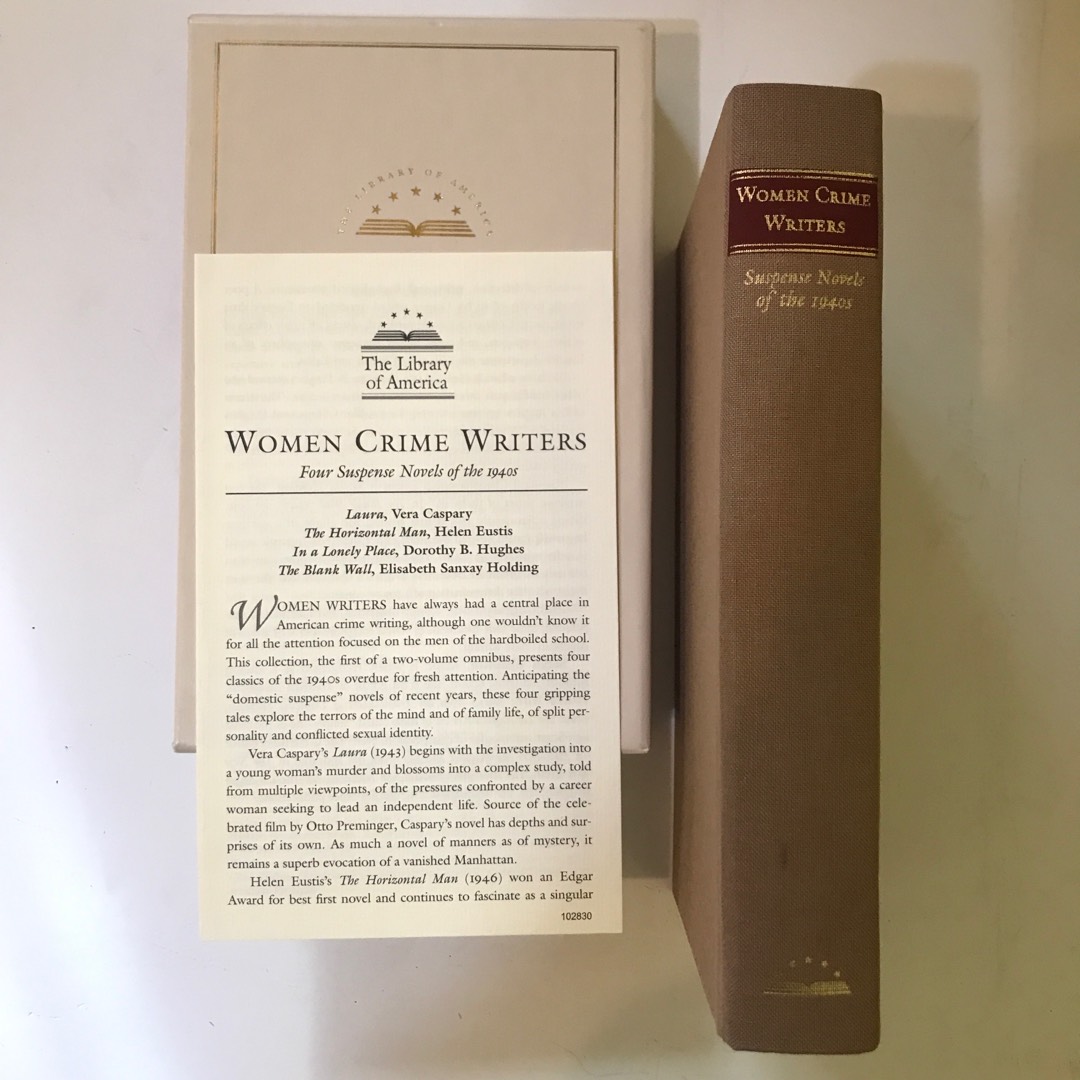 THE LIBRARY OF AMERICA
The Library
of America
WOMEN CRIME WRITERS
Four Suspense Novels of the 1940s
Laura, Vera Caspary
The Horizontal Man, Helen Eustis
In a Lonely Place, Dorothy B. Hughes
The Blank Wall, Elisabeth Sanxay Holding
WOMEN WRITERS have always had a central place in
American crime writing, although one wouldn't know it
for all the attention focused on the men of the hardboiled school.
This collection, the first of a two-volume omnibus, presents four
classics of the 1940s overdue for fresh attention. Anticipating the
"domestic suspense" novels of recent years, these four gripping
tales explore the terrors of the mind and of family life, of split per-
sonality and conflicted sexual identity.
Vera Caspary's Laura (1943) begins with the investigation into
a young woman's murder and blossoms into a complex study, told
from multiple viewpoints, of the pressures confronted by a career
woman seeking to lead an independent life. Source of the cele-
brated film by Otto Preminger, Caspary's novel has depths and sur-
prises of its own. As much a novel of manners as of mystery, it
remains a superb evocation of a vanished Manhattan.
Helen Eustis's The Horizontal Man (1946) won an Edgar
Award for best first novel and continues to fascinate as a singular
102830
WOMEN CRIME
WRITERS
Suspense Novels
of the 1940s